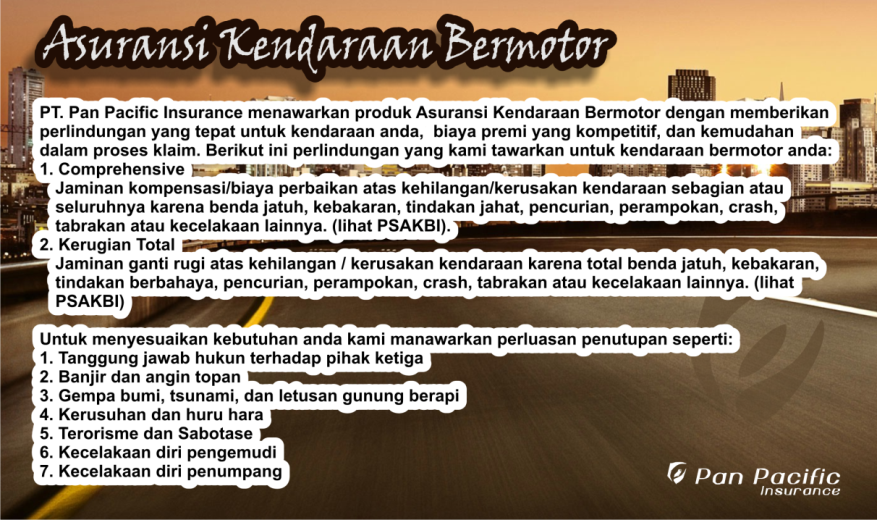 Asuransi Kendaraan Bermotor
PT. Pan Pacific Insurance menawarkan produk Asuransi Kendaraan Bermotor dengan memberikan
perlindungan yang tepat untuk kendaraan anda, biaya premi yang kompetitif, dan kemudahan
dalam proses klaim. Berikut ini perlindungan yang kami tawarkan untuk kendaraan bermotor anda:
1. Comprehensive
Jaminan kompensasi/biaya perbaikan atas kehilangan/kerusakan kendaraan sebagian atau
seluruhnya karena benda jatuh, kebakaran, tindakan jahat, pencurian, perampokan, crash,
tabrakan atau kecelakaan lainnya. (lihat PSAKBI).
2. Kerugian Total
Jaminan ganti rugi atas kehilangan / kerusakan kendaraan karena total benda jatuh, kebakaran,
tindakan berbahaya, pencurian, perampokan, crash, tabrakan atau kecelakaan lainnya. (lihat
PSAKBI)
Untuk menyesuaikan kebutuhan anda kami manawarkan perluasan penutupan seperti:
1. Tanggung jawab hukun terhadap pihak ketiga
2. Banjir dan angin topan
3. Gempa bumi, tsunami, dan letusan gunung berapi
4. Kerusuhan dan huru hara
5. Terorisme dan Sabotase
6. Kecelakaan diri pengemudi
7. Kecelakaan diri penumpang
Pan Pacific
Insurance